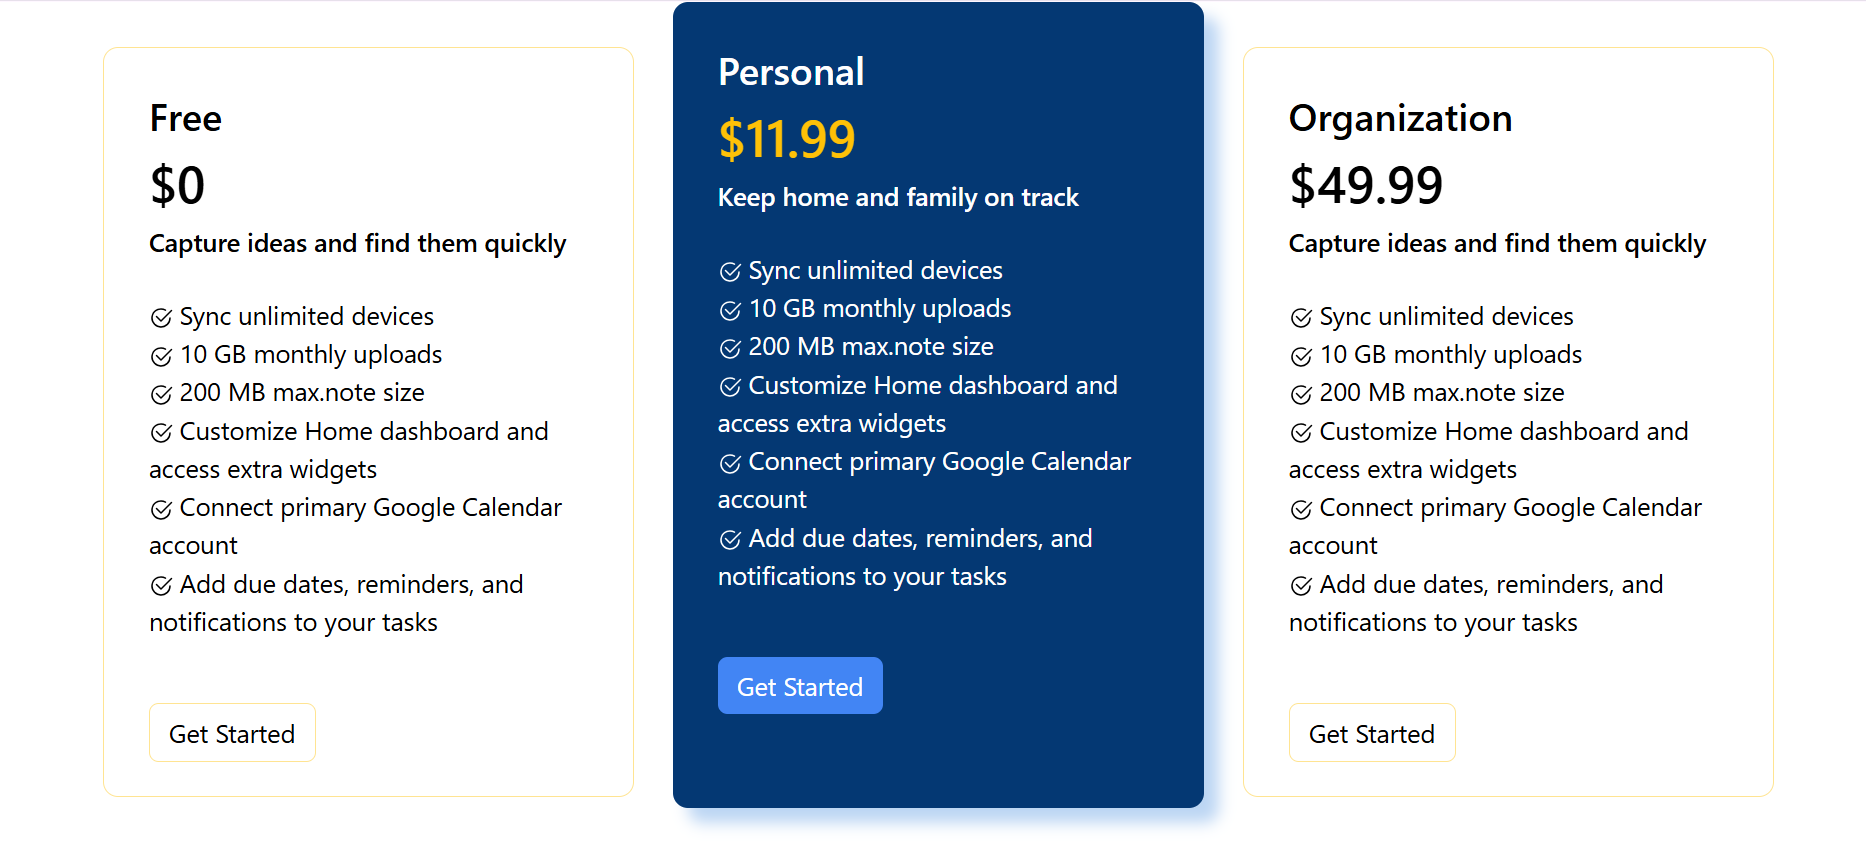 Free
$0
Capture ideas and find them quickly
Sync unlimited devices
10 GB monthly uploads
200 MB max.note size
Customize Home dashboard and
access extra widgets
Connect primary Google Calendar
account
Add due dates, reminders, and
notifications to your tasks
Get Started
Personal
$11.99
Keep home and family on track
Sync unlimited devices
10 GB monthly uploads
200 MB max.note size
Customize Home dashboard and
access extra widgets
Connect primary Google Calendar
account
Add due dates, reminders, and
notifications to your tasks
Get Started
Organization
$49.99
Capture ideas and find them quickly
Sync unlimited devices
10 GB monthly uploads
200 MB max.note size
Customize Home dashboard and
access extra widgets
Connect primary Google Calendar
account
Add due dates, reminders, and
notifications to your tasks
Get Started